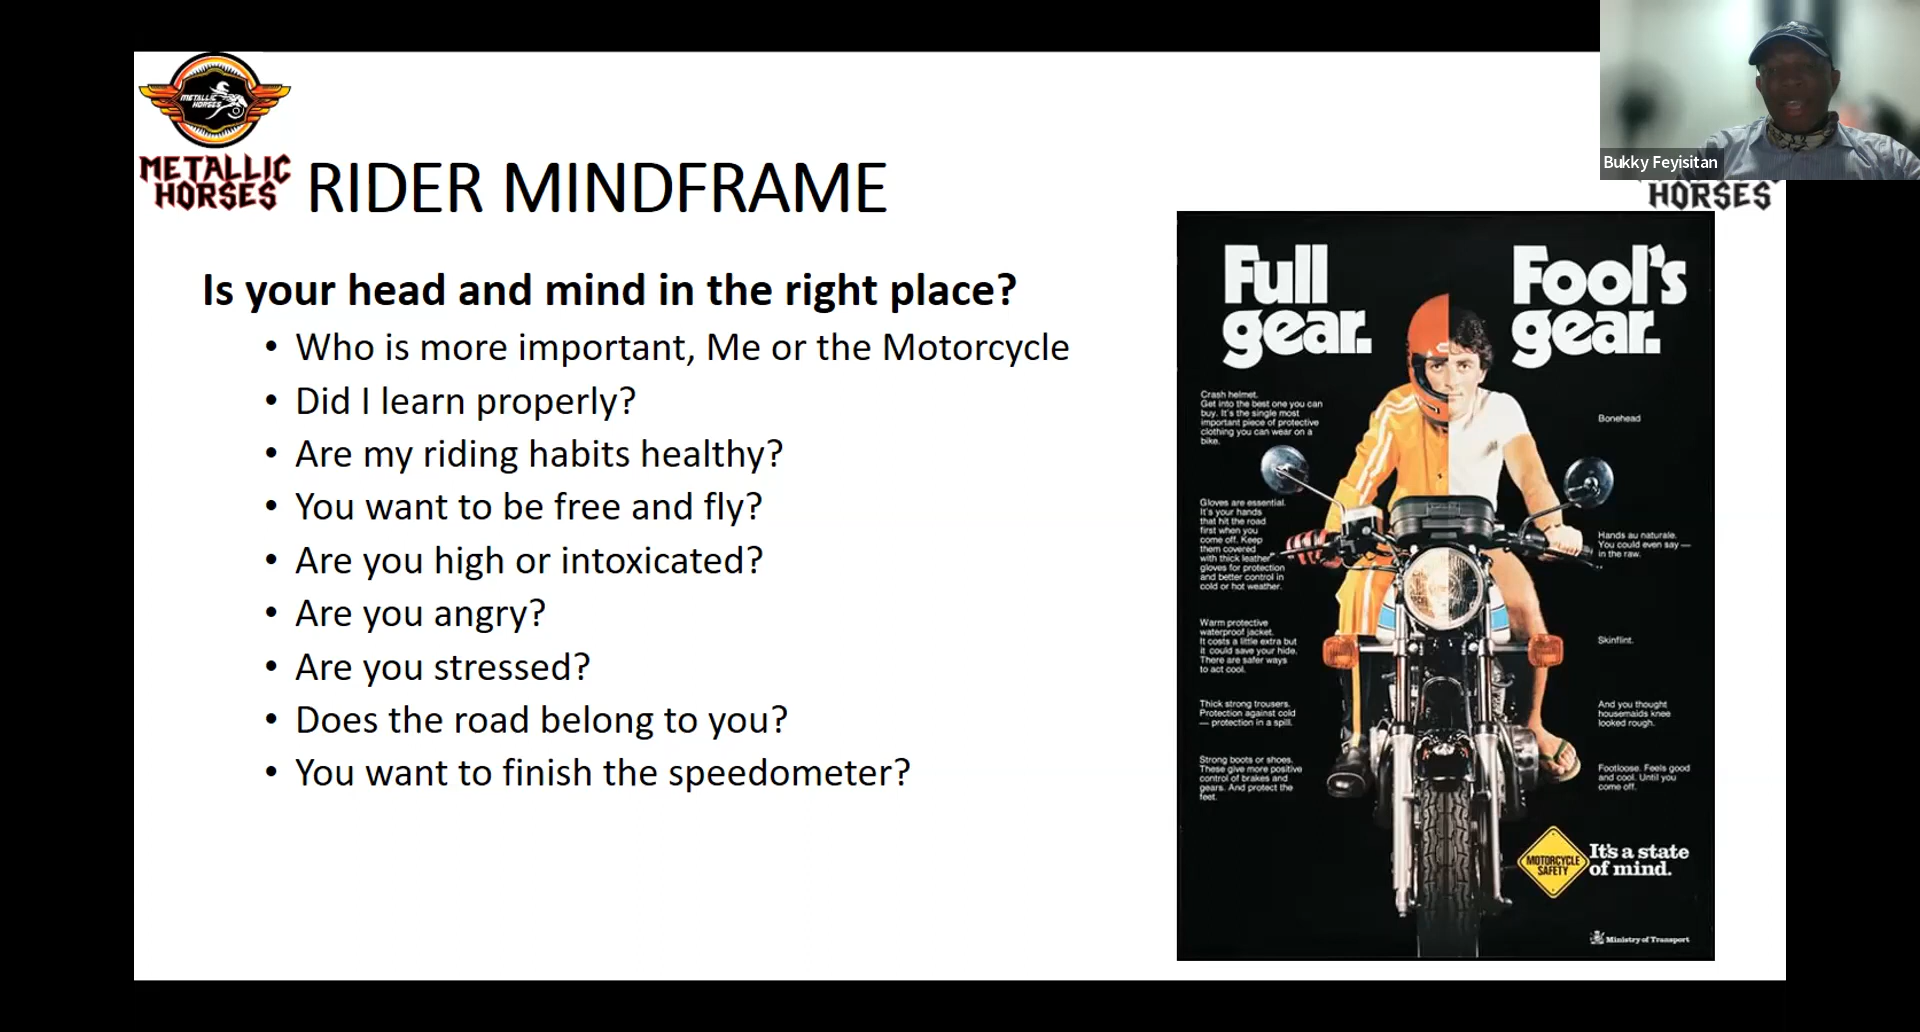 METALLIC
HORSES
METALLIC
HORSES
RIDER MINDFRAME
Bukky Feyisitan
HORSES
Is your head and mind in the right place?
• Who is more important, Me or the Motorcycle
• Did I learn properly?
• Are my riding habits healthy?
• You want to be free and fly?
• Are you high or intoxicated?
• Are you angry?
• Are you stressed?
• Does the road belong to you?
• You want to finish the speedometer?
Full
gear.
Fool's
gear.
Crash helmet.
Get into the best one you can
buy. It's the single most
important piece of protective
clothing you can wear on a
bike.
Bonehead
Gloves are essential.
It's your hands
that hit the road
first when you
come off. Keep
them covered
with thick leather
gloves for protection
and better control in
cold or hot weather.
Hands au naturale.
You could even say —
in the raw.
Warm protective
waterproof jacket.
It costs a little extra but
it could save your hide.
There are safer ways
to act cool.
Skinflint.
Thick strong trousers.
Protection against cold
— protection in a spill.
And you thought
housemaids knee
looked rough.
Strong boots or shoes.
These give more positive
control of brakes and
gears. And protect the
feet.
Footloose. Feels good
and cool. Until you
come off.
MOTORCYCLE
SAFETY
It's a state
of mind.
Ministry of Transport